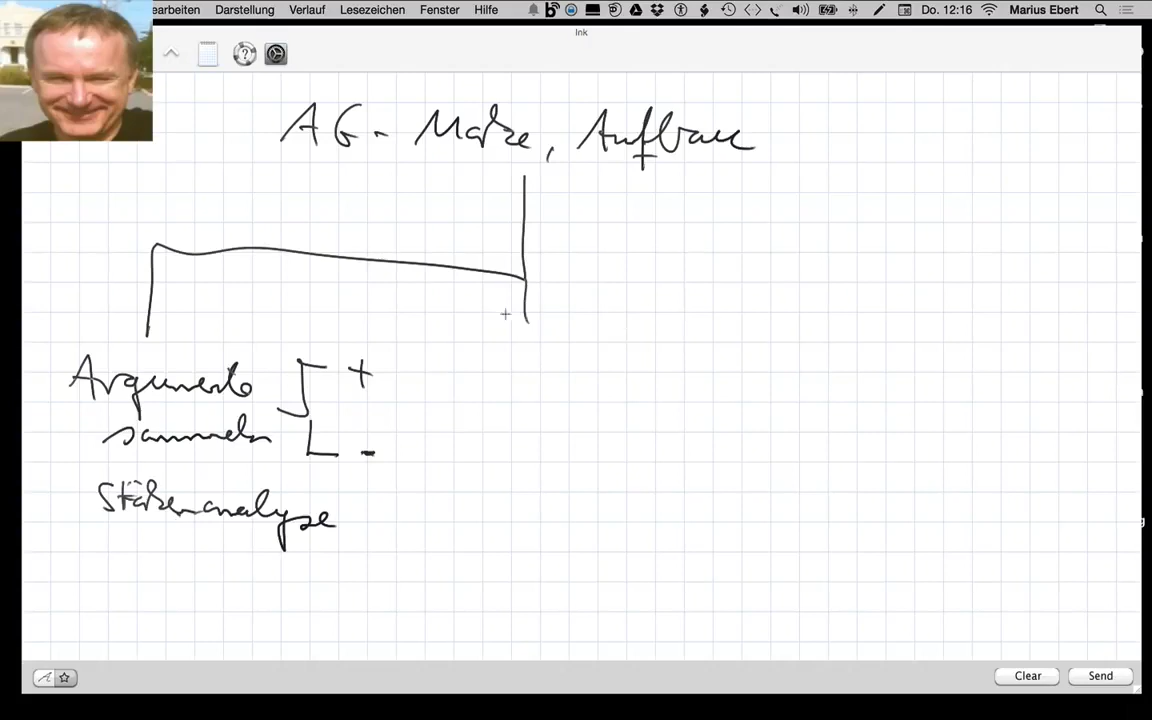 earbeiten Darstellung Verlauf Lesezeichen Fenster Hilfe Do. 12:16 Marius Ebert
Ink
AG - Matze, Aufbau
Argumente +
sammeln -
Stärkenanalyse
Clear Send